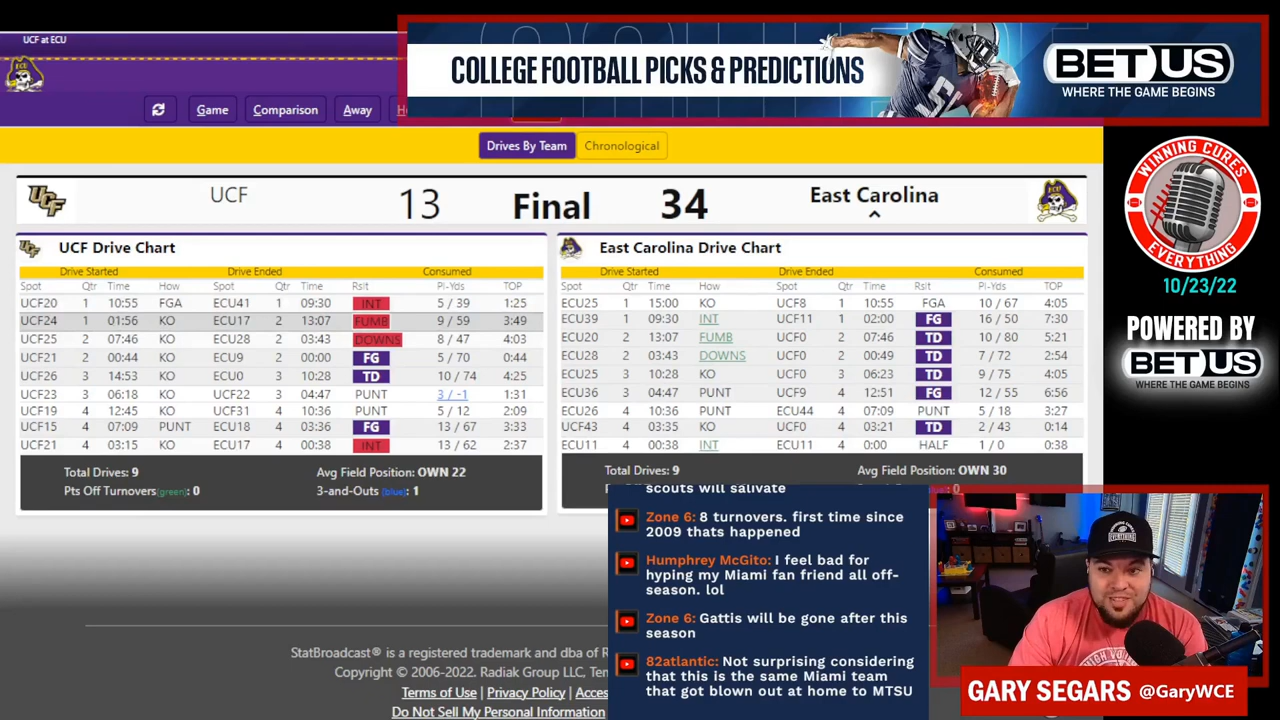 UCF at ECU
COLLEGE FOOTBALL PICKS & PREDICTIONS
BETUS
WHERE THE GAME BEGINS
Game Comparison Away
Drives By Team Chronological
UCF 13 Final 34 East Carolina
UCF Drive Chart
Drive Started Drive Ended Consumed
Spot Qtr Time How Spot Qtr Time Rslt Pl-Yds TOP
UCF20 1 10:55 FGA ECU41 1 09:30 INT 5 / 39 1:25
UCF24 1 01:56 KO ECU17 2 13:07 FUMB 9 / 59 3:49
UCF25 2 07:46 KO ECU28 2 03:43 DOWNS 8 / 47 4:03
UCF21 2 00:44 KO ECU9 2 00:00 FG 5 / 70 0:44
UCF26 3 14:53 KO ECU0 3 10:28 TD 10 / 74 4:25
UCF23 3 06:18 KO UCF22 3 04:47 PUNT 3 / -1 1:31
UCF19 4 12:45 KO UCF31 4 10:36 PUNT 5 / 12 2:09
UCF15 4 07:09 PUNT ECU18 4 03:36 FG 13 / 67 3:33
UCF21 4 03:15 KO ECU17 4 00:38 INT 13 / 62 2:37
Total Drives: 9 Avg Field Position: OWN 22
Pts Off Turnovers(green): 0 3-and-Outs (blue): 1
East Carolina Drive Chart
Drive Started Drive Ended Consumed
Spot Qtr Time How Spot Qtr Time Rslt Pl-Yds TOP
ECU25 1 15:00 KO UCF8 1 10:55 FGA 10 / 67 4:05
ECU39 1 09:30 INT UCF11 1 02:00 FG 16 / 50 7:30
ECU20 2 13:07 FUMB UCF0 2 07:46 TD 10 / 80 5:21
ECU28 2 03:43 DOWNS UCF0 2 00:49 TD 7 / 72 2:54
ECU25 3 10:28 KO UCF0 3 06:23 TD 9 / 75 4:05
ECU36 3 04:47 PUNT UCF9 4 12:51 FG 12 / 55 6:56
ECU26 4 10:36 PUNT ECU44 4 07:09 PUNT 5 / 18 3:27
UCF43 4 03:35 KO UCF0 4 03:21 TD 2 / 43 0:14
ECU11 4 00:38 INT ECU11 4 0:00 HALF 1 / 0 0:38
Total Drives: 9 Avg Field Position: OWN 30
scouts will salivate
Zone 6: 8 turnovers. first time since
2009 thats happened
Humphrey McGito: I feel bad for
hyping my Miami fan friend all off-
season. lol
Zone 6: Gattis will be gone after this
season
82atlantic: Not surprising considering
that this is the same Miami team
that got blown out at home to MTSU
StatBroadcast® is a registered trademark and dba of
Copyright © 2006-2022. Radiak Group LLC,
Terms of Use | Privacy Policy |
Do Not Sell My Personal Information
WINNING CURES
EVERYTHING
10/23/22
POWERED BY
BETUS
WHERE THE GAME BEGINS
GARY SEGARS @GaryWCE